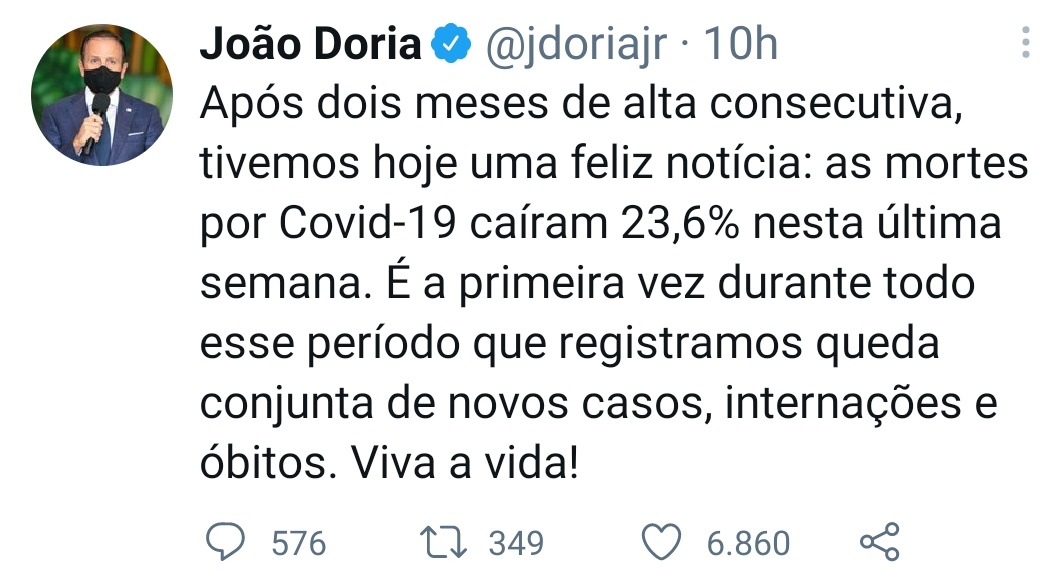 João Doria @jdoriajr · 10h
Após dois meses de alta consecutiva,
tivemos hoje uma feliz notícia: as mortes
por Covid-19 caíram 23,6% nesta última
semana. É a primeira vez durante todo
esse período que registramos queda
conjunta de novos casos, internações e
óbitos. Viva a vida!
576 349 6.860